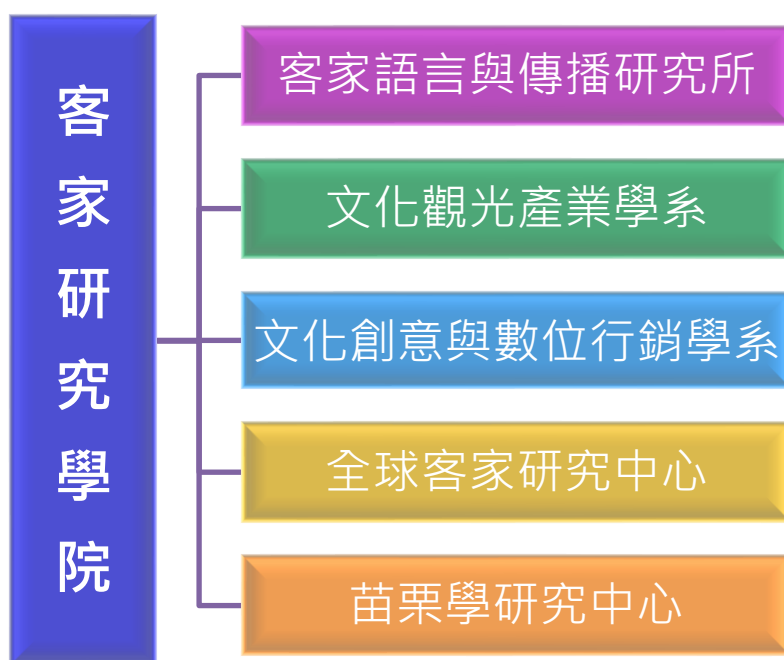 客家研究學院
客家語言與傳播研究所
文化觀光產業學系
文化創意與數位行銷學系
全球客家研究中心
苗栗學研究中心